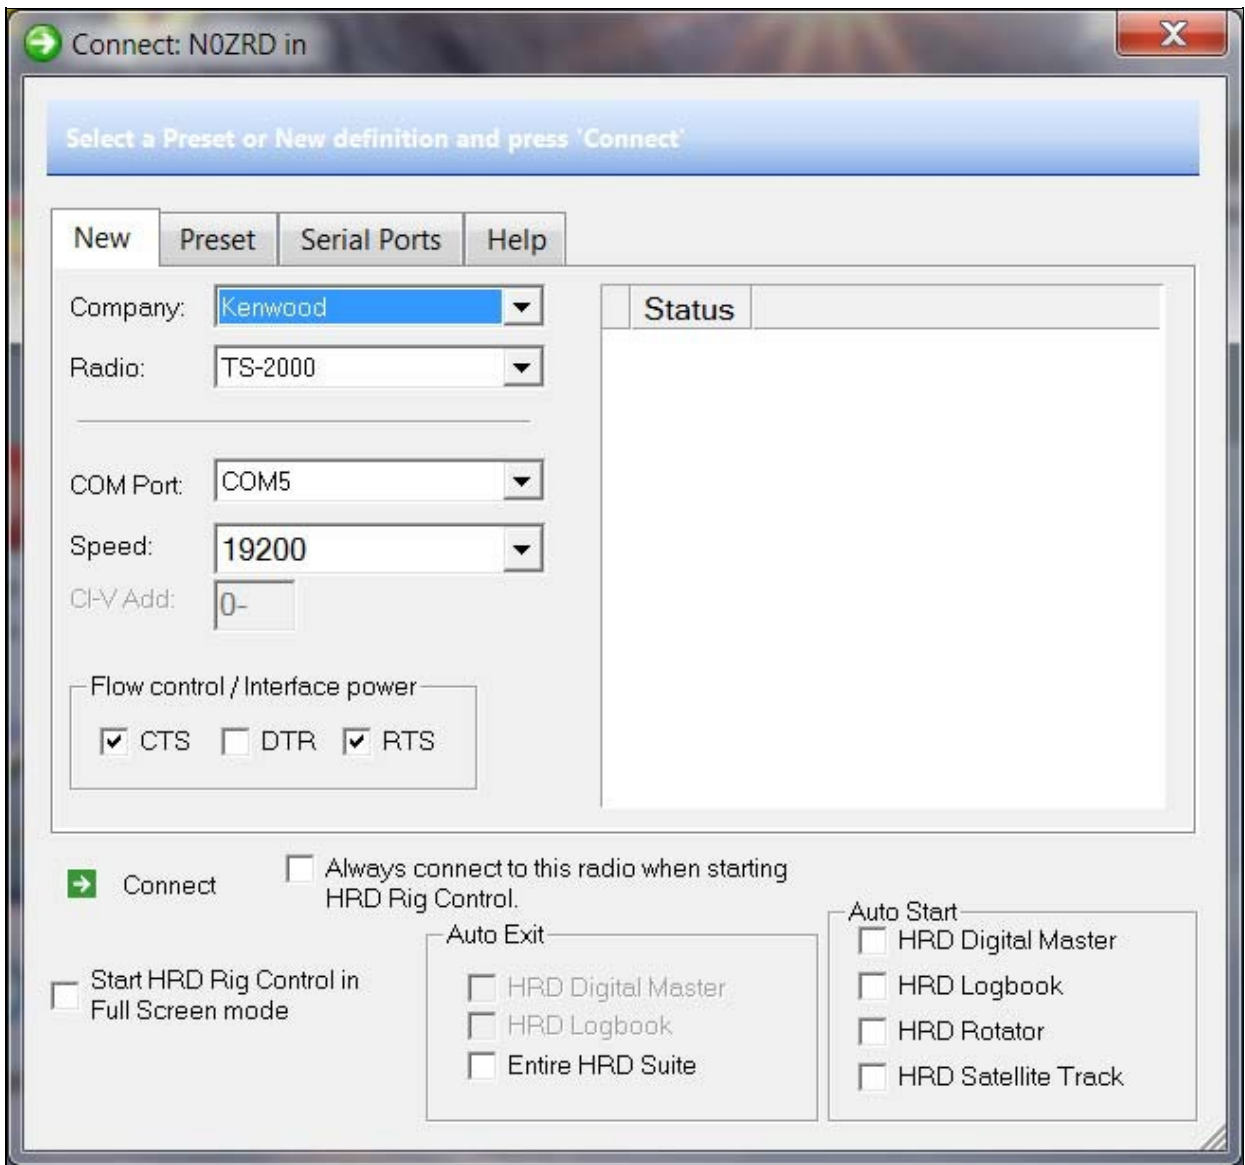 Connect: N0ZRD in
X
Select a Preset or New definition and press 'Connect'
New Preset Serial Ports Help
Company: Kenwood
Radio: TS-2000
COM Port: COM5
Speed: 19200
CI-V Add: 0-
Flow control / Interface power
CTS DTR RTS
Status
Connect
Always connect to this radio when starting
HRD Rig Control.
Start HRD Rig Control in
Full Screen mode
Auto Exit
HRD Digital Master
HRD Logbook
Entire HRD Suite
Auto Start
HRD Digital Master
HRD Logbook
HRD Rotator
HRD Satellite Track